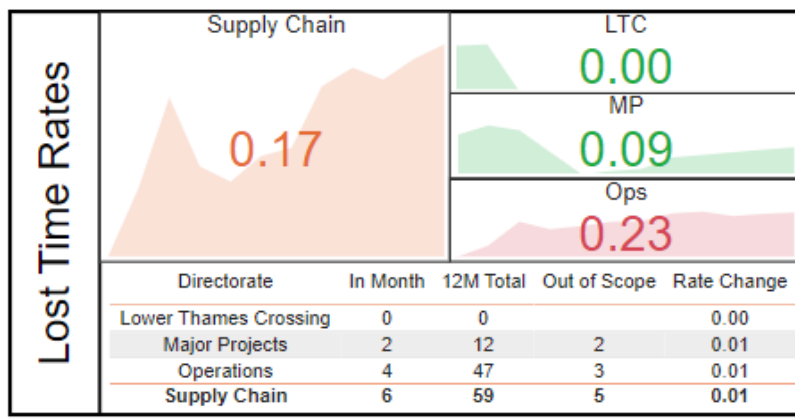 Lost Time Rates
Supply Chain
0.17
LTC
0.00
MP
0.09
Ops
0.23
Directorate In Month 12M Total Out of Scope Rate Change
Lower Thames Crossing 0 0 0.00
Major Projects 2 12 2 0.01
Operations 4 47 3 0.01
Supply Chain 6 59 5 0.01